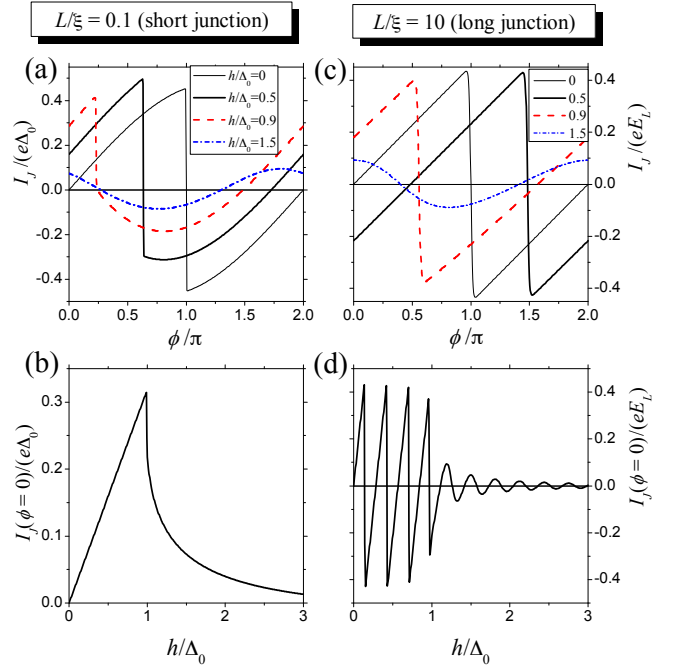 L/ξ = 0.1 (short junction)
L/ξ = 10 (long junction)
(a)
(c)
h/Δ₀=0
h/Δ₀=0.5
h/Δ₀=0.9
h/Δ₀=1.5
0
0.5
0.9
1.5
I_J/(eΔ₀)
0.4
0.2
0.0
-0.2
-0.4
I_J/(eE_L)
0.4
0.2
0.0
-0.2
-0.4
0.0 0.5 1.0 1.5 2.0
0.0 0.5 1.0 1.5 2.0
ϕ/π
ϕ/π
(b)
(d)
I_J(ϕ=0)/(eΔ₀)
0.3
0.2
0.1
0.0
I_J(ϕ=0)/(eE_L)
0.4
0.2
0.0
-0.2
-0.4
0 1 2 3
0 1 2 3
h/Δ₀
h/Δ₀